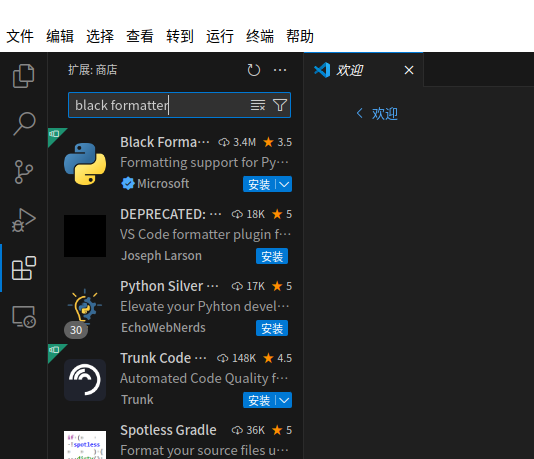 文件 编辑 选择 查看 转到 运行 终端 帮助
扩展: 商店
欢迎
black formatter
欢迎
Black Forma··· 3.4M 3.5
Formatting support for Py···
Microsoft 安装
DEPRECATED: ··· 18K 5
VS Code formatter plugin f···
Joseph Larson 安装
Python Silver ··· 17K 5
Elevate your Pyhton devel···
30 EchoWebNerds 安装
Trunk Code ··· 148K 4.5
Automated Code Quality f···
Trunk 安装
Spotless Gradle 36K 5
Format your source files u···